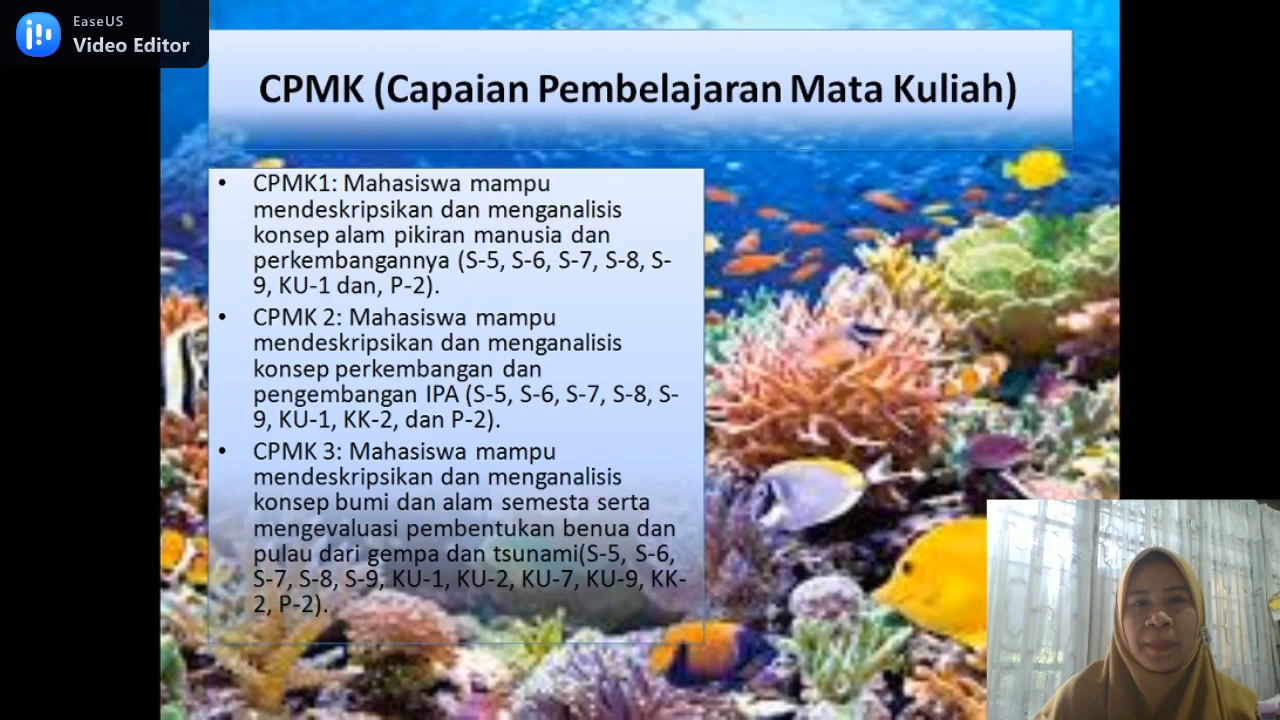 EaseUS
Video Editor
CPMK (Capaian Pembelajaran Mata Kuliah)
• CPMK1: Mahasiswa mampu
mendeskripsikan dan menganalisis
konsep alam pikiran manusia dan
perkembangannya (S-5, S-6, S-7, S-8, S-
9, KU-1 dan, P-2).
• CPMK 2: Mahasiswa mampu
mendeskripsikan dan menganalisis
konsep perkembangan dan
pengembangan IPA (S-5, S-6, S-7, S-8, S-
9, KU-1, KK-2, dan P-2).
• CPMK 3: Mahasiswa mampu
mendeskripsikan dan menganalisis
konsep bumi dan alam semesta serta
mengevaluasi pembentukan benua dan
pulau dari gempa dan tsunami(S-5, S-6,
S-7, S-8, S-9, KU-1, KU-2, KU-7, KU-9, KK-
2, P-2).